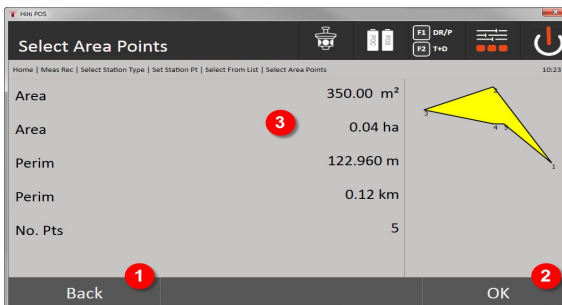 Hilti POS
Select Area Points
POC
POS
F1 DR/P
F2 T+D
Home | Meas Rec | Select Station Type | Set Station Pt | Select From List | Select Area Points
10:23
Area 350.00 m²
Area 0.04 ha
Perim 122.960 m
Perim 0.12 km
No. Pts 5
3
2
3
4 5
1
1
2
Back
OK